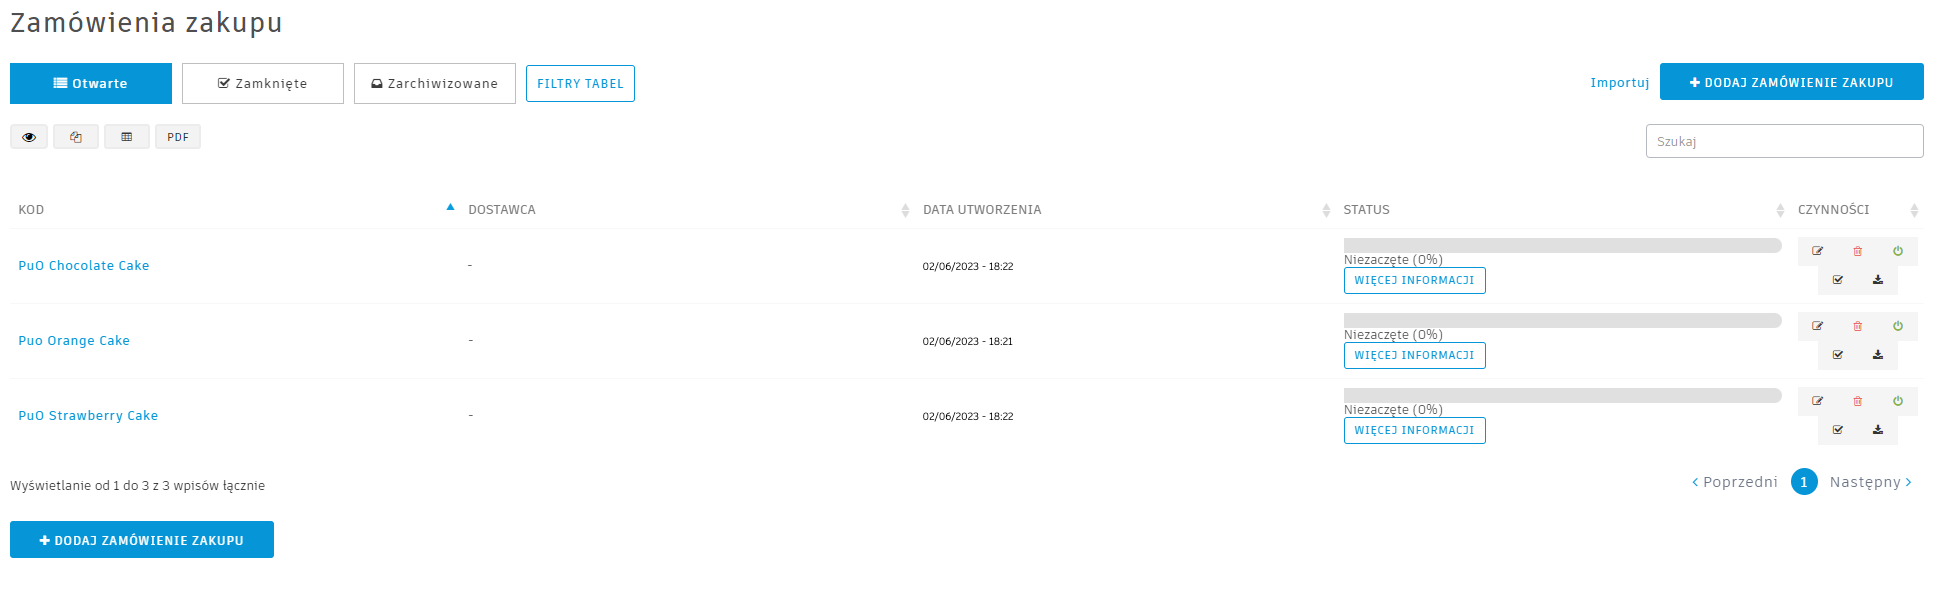 Zamówienia zakupu
Otwarte Zamknięte Zarchiwizowane FILTRY TABEL Importuj DODAJ ZAMÓWIENIE ZAKUPU
PDF Szukaj
KOD DOSTAWCA DATA UTWORZENIA STATUS CZYNNOŚCI
PuO Chocolate Cake - 02/06/2023 - 18:22 Niezaczęte (0%)
WIĘCEJ INFORMACJI
Puo Orange Cake - 02/06/2023 - 18:21 Niezaczęte (0%)
WIĘCEJ INFORMACJI
PuO Strawberry Cake - 02/06/2023 - 18:22 Niezaczęte (0%)
WIĘCEJ INFORMACJI
Wyświetlanie od 1 do 3 z 3 wpisów łącznie Poprzedni 1 Następny
DODAJ ZAMÓWIENIE ZAKUPU